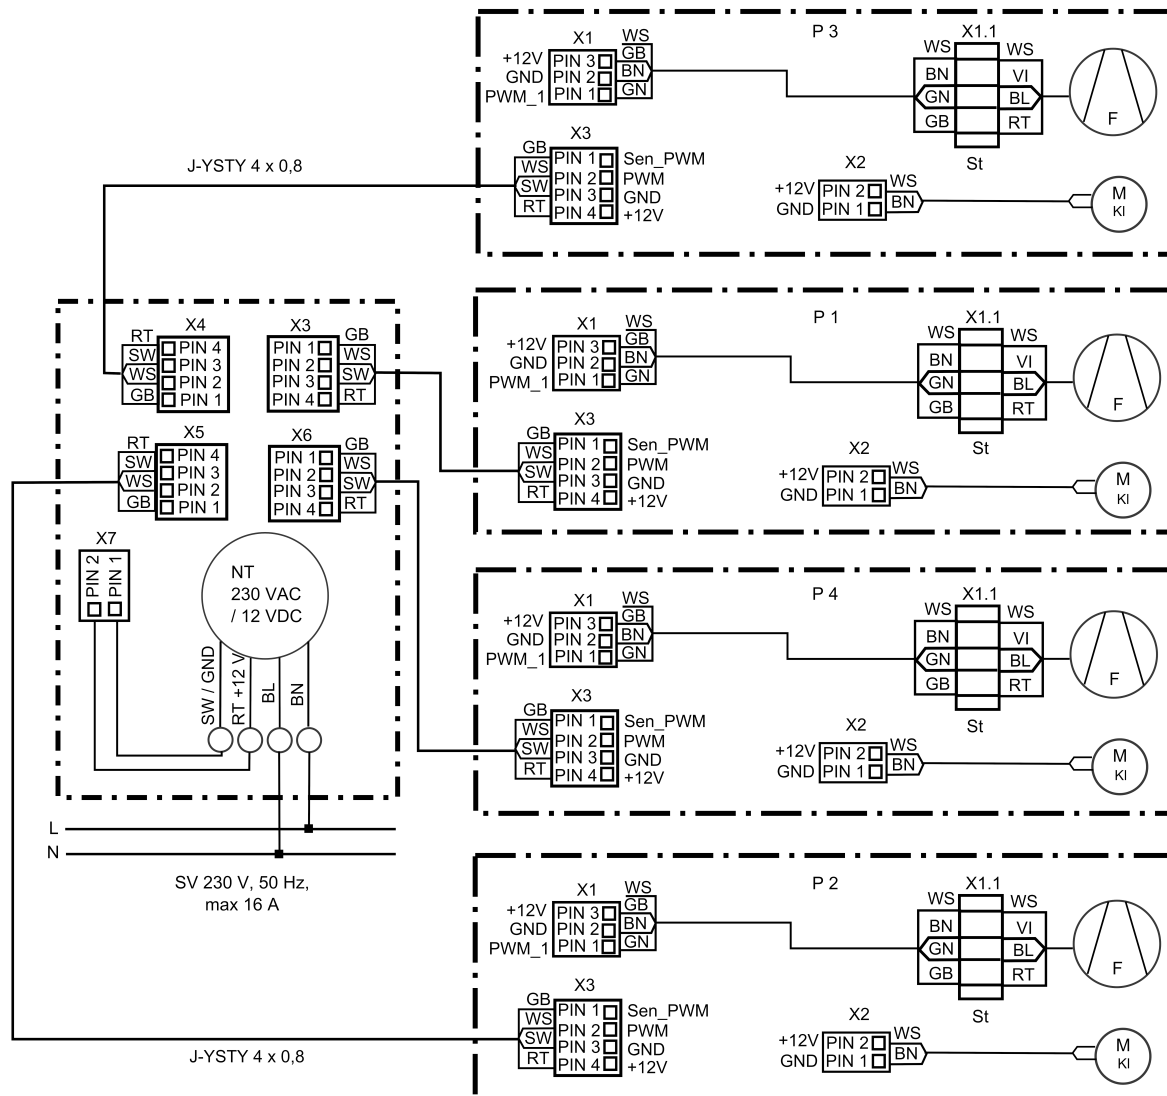 P 3
X1
WS
+12V PIN 3 GB
GND PIN 2 BN
PWM_1 PIN 1 GN
X1.1
WS WS
BN VI
GN BL
GB RT
St
F
X3
GB PIN 1 Sen_PWM
WS PIN 2 PWM
SW PIN 3 GND
RT PIN 4 +12V
X2
+12V PIN 2 WS
GND PIN 1 BN
M
KI
J-YSTY 4 x 0,8
X4
RT PIN 4
SW PIN 3
WS PIN 2
GB PIN 1
X3
PIN 1 GB
PIN 2 WS
PIN 3 SW
PIN 4 RT
X5
RT PIN 4
SW PIN 3
WS PIN 2
GB PIN 1
X6
PIN 1 GB
PIN 2 WS
PIN 3 SW
PIN 4 RT
X7
PIN 2
PIN 1
NT
230 VAC
/ 12 VDC
SW / GND
RT +12 V
BL
BN
L
N
SV 230 V, 50 Hz,
max 16 A
P 1
X1
WS
+12V PIN 3 GB
GND PIN 2 BN
PWM_1 PIN 1 GN
X1.1
WS WS
BN VI
GN BL
GB RT
St
F
X3
GB PIN 1 Sen_PWM
WS PIN 2 PWM
SW PIN 3 GND
RT PIN 4 +12V
X2
+12V PIN 2 WS
GND PIN 1 BN
M
KI
P 4
X1
WS
+12V PIN 3 GB
GND PIN 2 BN
PWM_1 PIN 1 GN
X1.1
WS WS
BN VI
GN BL
GB RT
St
F
X3
GB PIN 1 Sen_PWM
WS PIN 2 PWM
SW PIN 3 GND
RT PIN 4 +12V
X2
+12V PIN 2 WS
GND PIN 1 BN
M
KI
P 2
X1
WS
+12V PIN 3 GB
GND PIN 2 BN
PWM_1 PIN 1 GN
X1.1
WS WS
BN VI
GN BL
GB RT
St
F
X3
GB PIN 1 Sen_PWM
WS PIN 2 PWM
SW PIN 3 GND
RT PIN 4 +12V
X2
+12V PIN 2 WS
GND PIN 1 BN
M
KI
J-YSTY 4 x 0,8